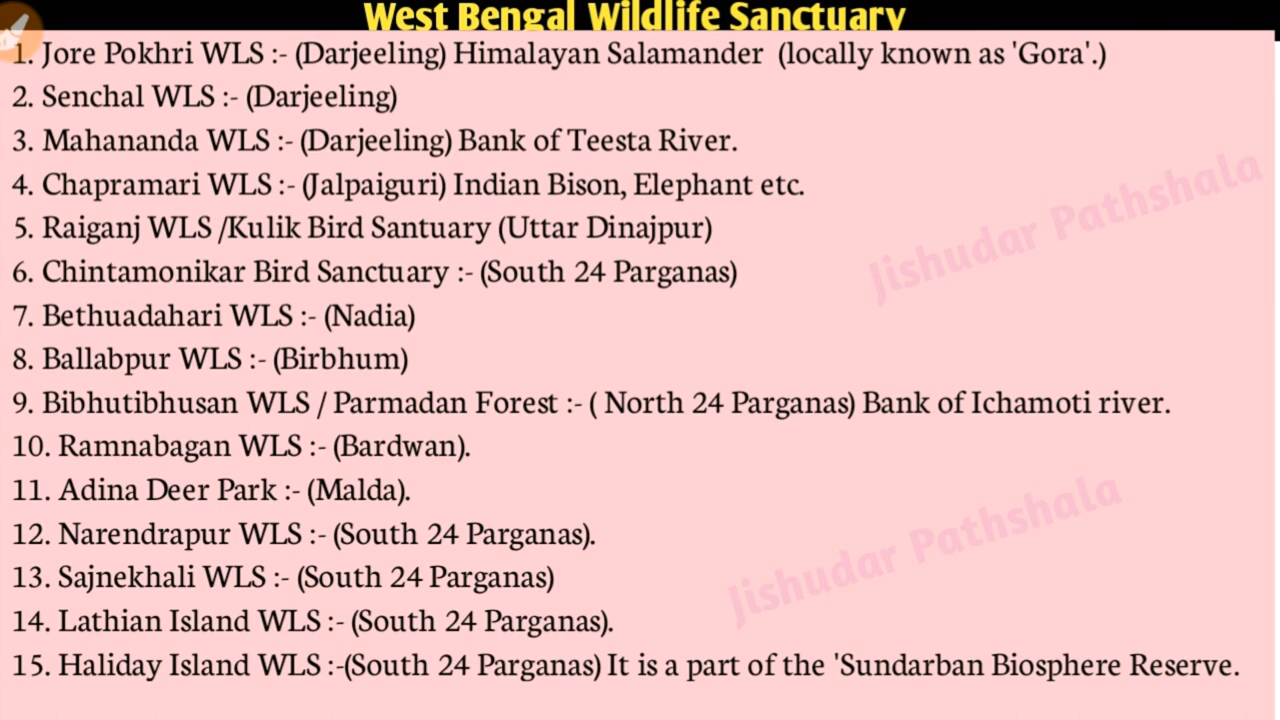 West Bengal Wildlife Sanctuary
1. Jore Pokhri WLS :- (Darjeeling) Himalayan Salamander (locally known as 'Gora'.)
2. Senchal WLS :- (Darjeeling)
3. Mahananda WLS :- (Darjeeling) Bank of Teesta River.
4. Chapramari WLS :- (Jalpaiguri) Indian Bison, Elephant etc.
5. Raiganj WLS /Kulik Bird Santuary (Uttar Dinajpur)
6. Chintamonikar Bird Sanctuary :- (South 24 Parganas)
7. Bethuadahari WLS :- (Nadia)
8. Ballabpur WLS :- (Birbhum)
9. Bibhutibhusan WLS / Parmadan Forest :- ( North 24 Parganas) Bank of Ichamoti river.
10. Ramnabagan WLS :- (Bardwan).
11. Adina Deer Park :- (Malda).
12. Narendrapur WLS :- (South 24 Parganas).
13. Sajnekhali WLS :- (South 24 Parganas)
14. Lathian Island WLS :- (South 24 Parganas).
15. Haliday Island WLS :-(South 24 Parganas) It is a part of the 'Sundarban Biosphere Reserve.
Jishudar Pathshala
Jishudar Pathshala